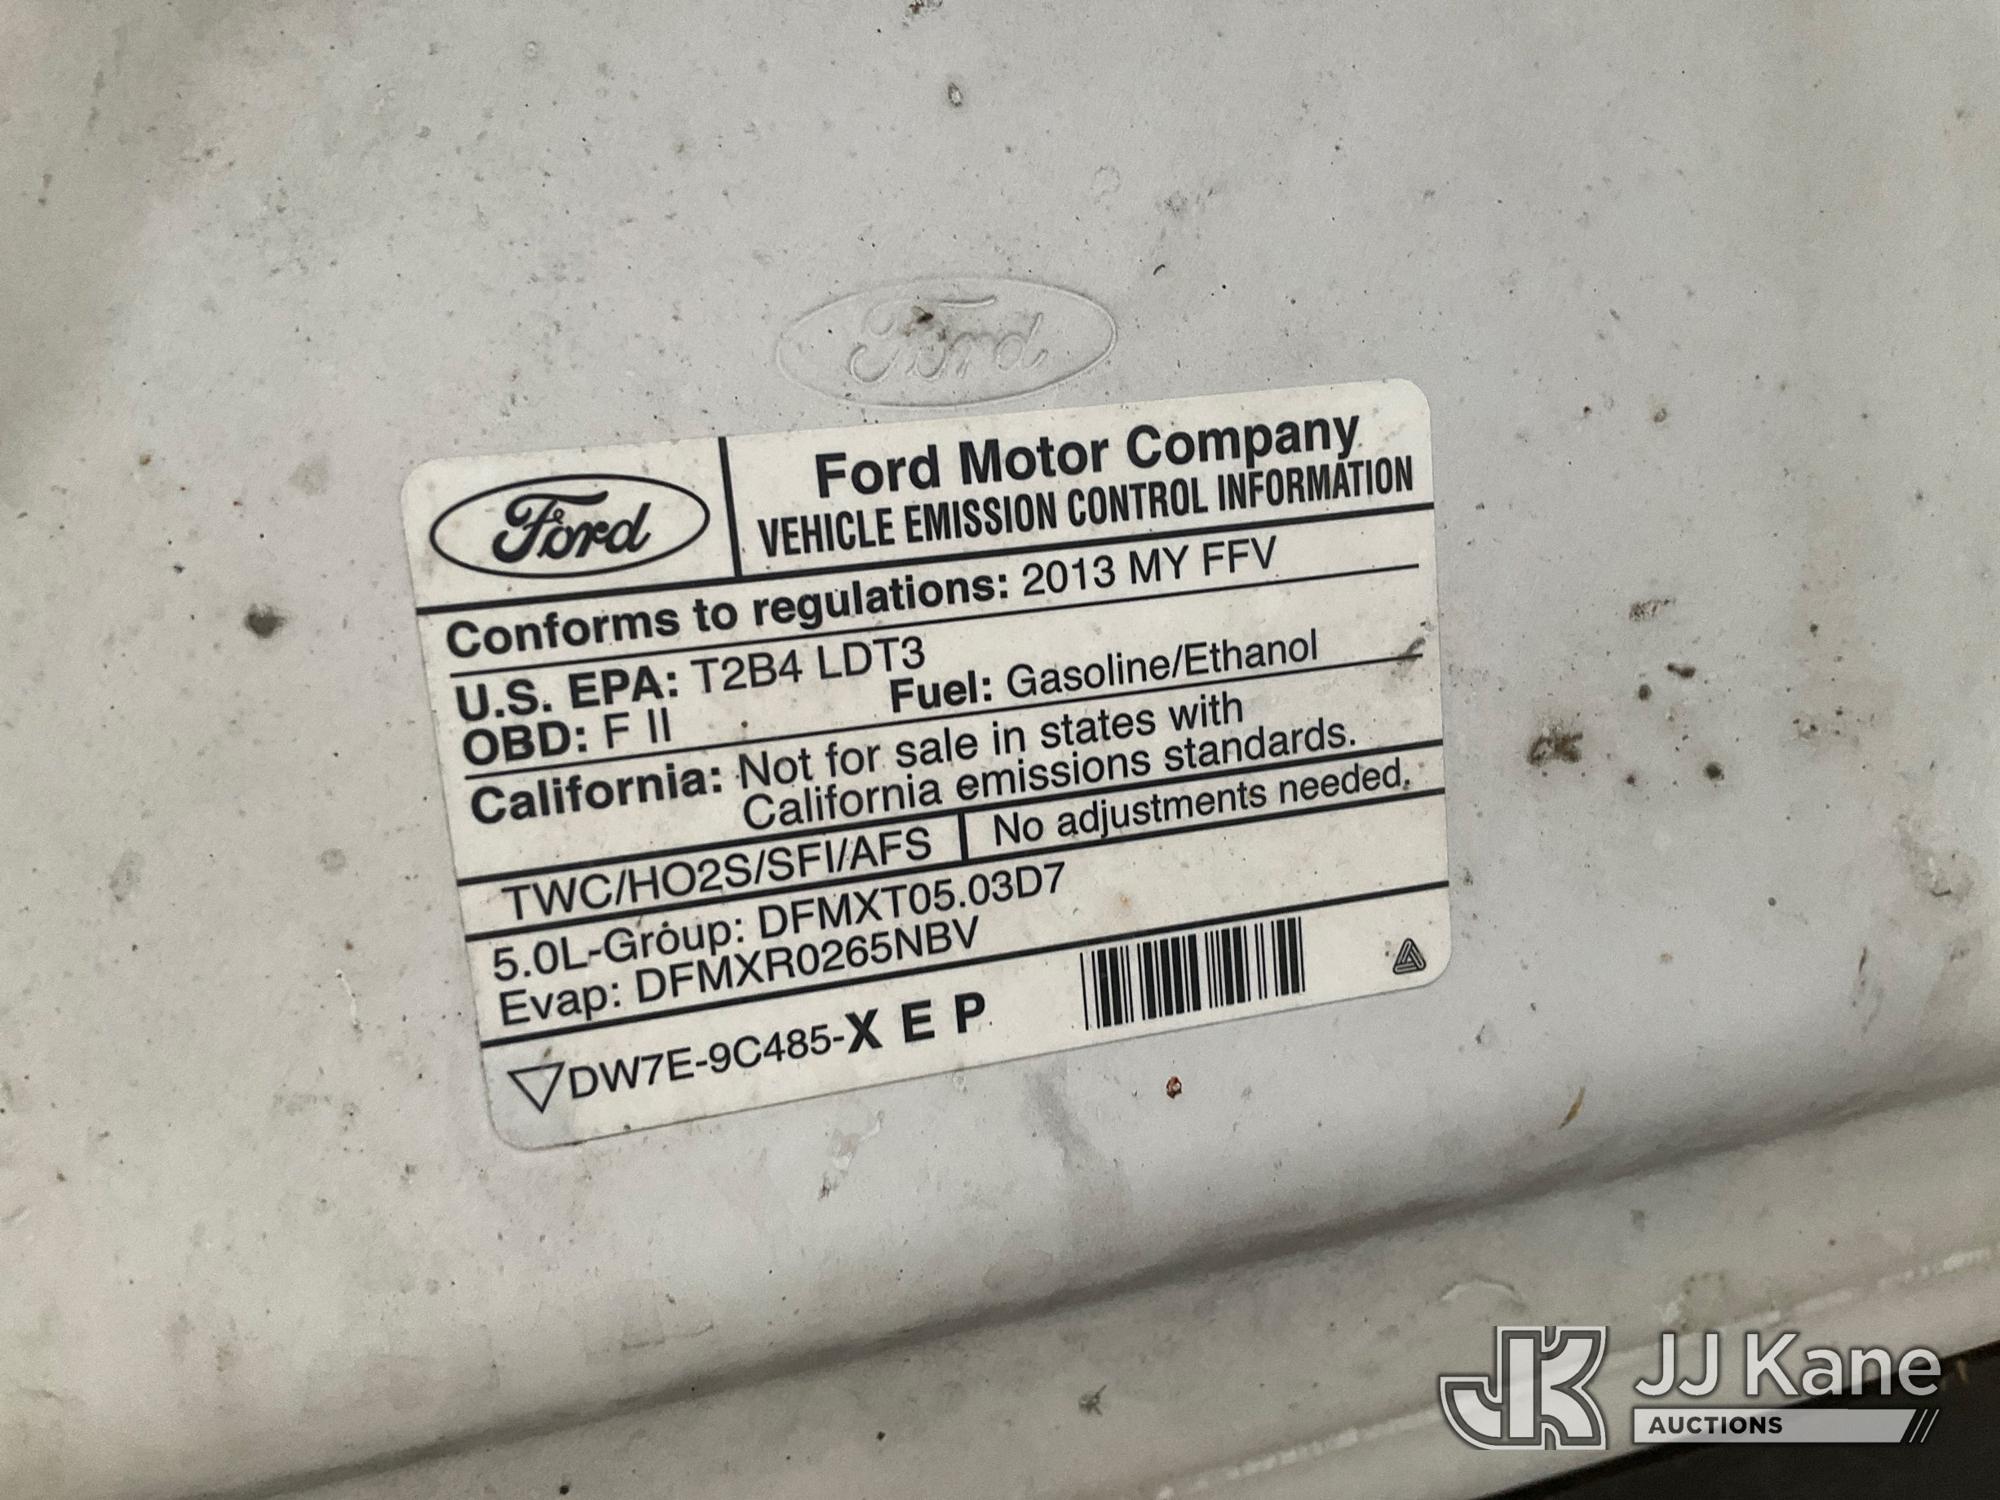 Ford
Ford
Ford Motor Company
VEHICLE EMISSION CONTROL INFORMATION
Conforms to regulations: 2013 MY FFV
U.S. EPA: T2B4 LDT3
OBD: F II Fuel: Gasoline/Ethanol
California: Not for sale in states with
California emissions standards.
TWC/HO2S/SFI/AFS No adjustments needed.
5.0L-Group: DFMXT05.03D7
Evap: DFMXR0265NBV
DW7E-9C485-X E P
JK JJ Kane
AUCTIONS